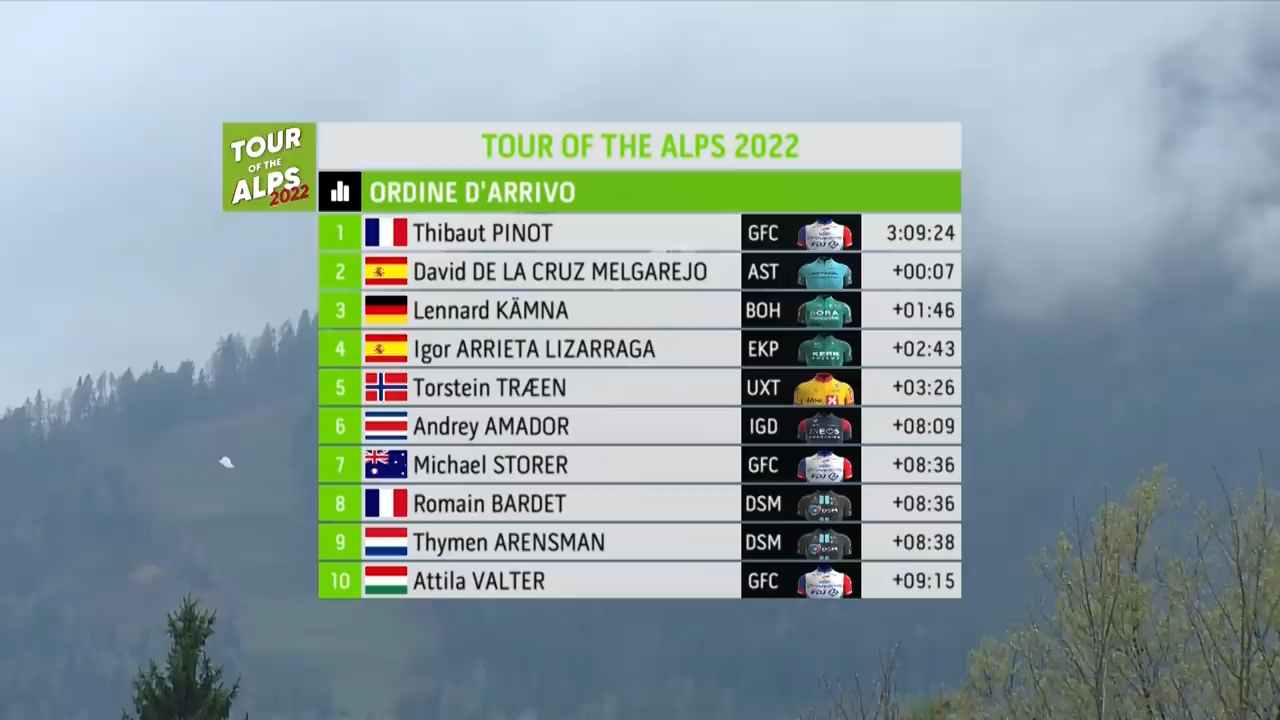 TOUR
OF THE
ALPS
2022
TOUR OF THE ALPS 2022
ORDINE D'ARRIVO
1 Thibaut PINOT GFC 3:09:24
2 David DE LA CRUZ MELGAREJO AST +00:07
3 Lennard KÄMNA BOH +01:46
4 Igor ARRIETA LIZARRAGA EKP +02:43
5 Torstein TRÆEN UXT +03:26
6 Andrey AMADOR IGD +08:09
7 Michael STORER GFC +08:36
8 Romain BARDET DSM +08:36
9 Thymen ARENSMAN DSM +08:38
10 Attila VALTER GFC +09:15